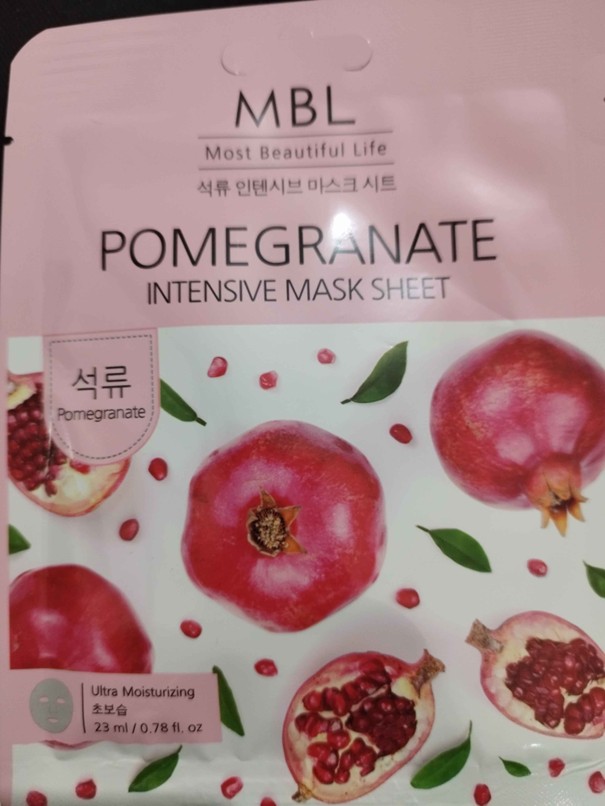 MBL
Most Beautiful Life
석류 인텐시브 마스크 시트
POMEGRANATE
INTENSIVE MASK SHEET
석류
Pomegranate
Ultra Moisturizing
초보습
23 ml / 0.78 fl. oz